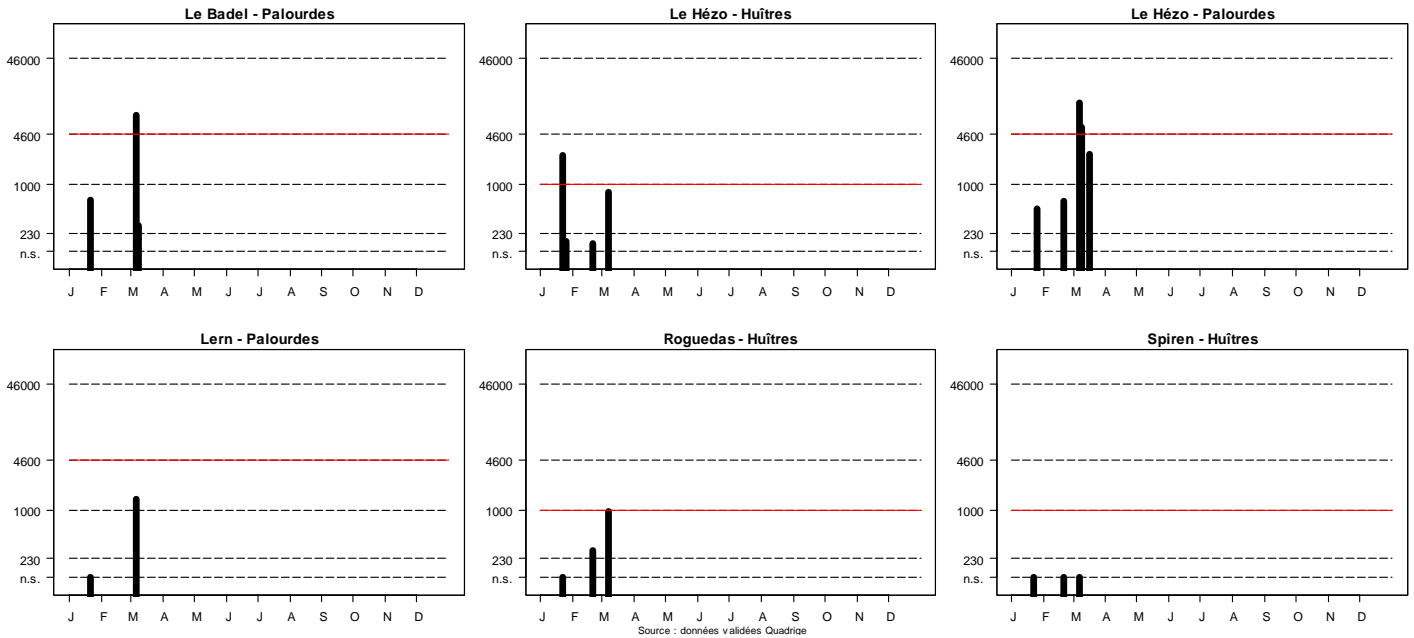 Le Badel - Palourdes
46000
4600
1000
230
n.s.
J F M A M J J A S O N D
Le Hézo - Huîtres
46000
4600
1000
230
n.s.
J F M A M J J A S O N D
Le Hézo - Palourdes
46000
4600
1000
230
n.s.
J F M A M J J A S O N D
Lern - Palourdes
46000
4600
1000
230
n.s.
J F M A M J J A S O N D
Roguedas - Huîtres
46000
4600
1000
230
n.s.
J F M A M J J A S O N D
Spiren - Huîtres
46000
4600
1000
230
n.s.
J F M A M J J A S O N D
Source : données validées Quadrige